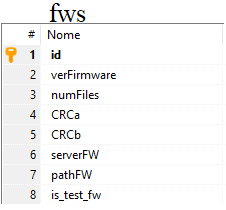 fws
# Nome
1 id
2 verFirmware
3 numFiles
4 CRCa
5 CRCb
6 serverFW
7 pathFW
8 is_test_fw